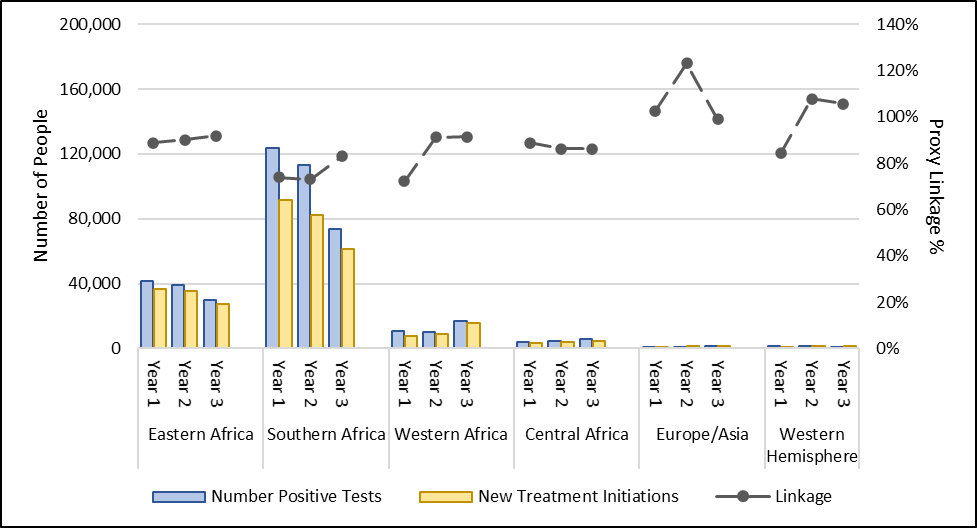 200,000
160,000
120,000
80,000
40,000
0
Number of People
140%
120%
100%
80%
60%
40%
20%
0%
Proxy Linkage %
Year 1
Year 2
Year 3
Year 1
Year 2
Year 3
Year 1
Year 2
Year 3
Year 1
Year 2
Year 3
Year 1
Year 2
Year 3
Year 1
Year 2
Year 3
Eastern Africa
Southern Africa
Western Africa
Central Africa
Europe/Asia
Western
Hemisphere
Number Positive Tests
New Treatment Initiations
Linkage